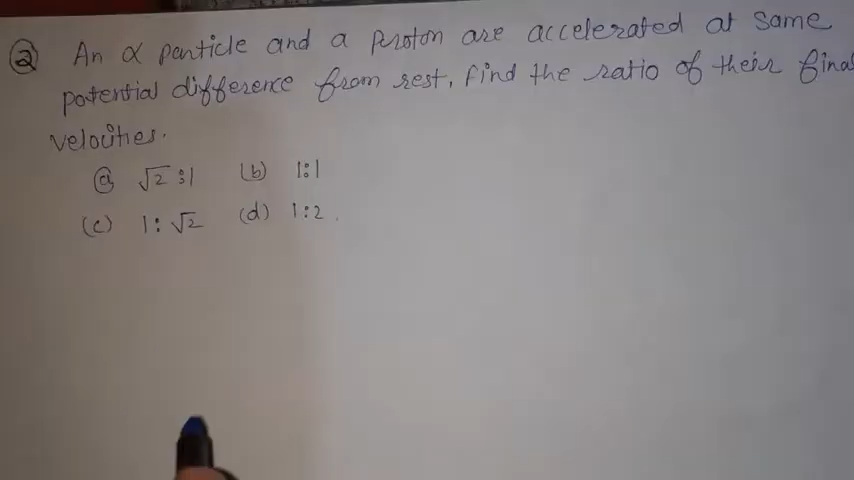 ② An α particle and a proton are accelerated at same
potential difference from rest, find the ratio of their final
velocities.
ⓐ √2 : 1 (b) 1 : 1
(c) 1 : √2 (d) 1 : 2 .